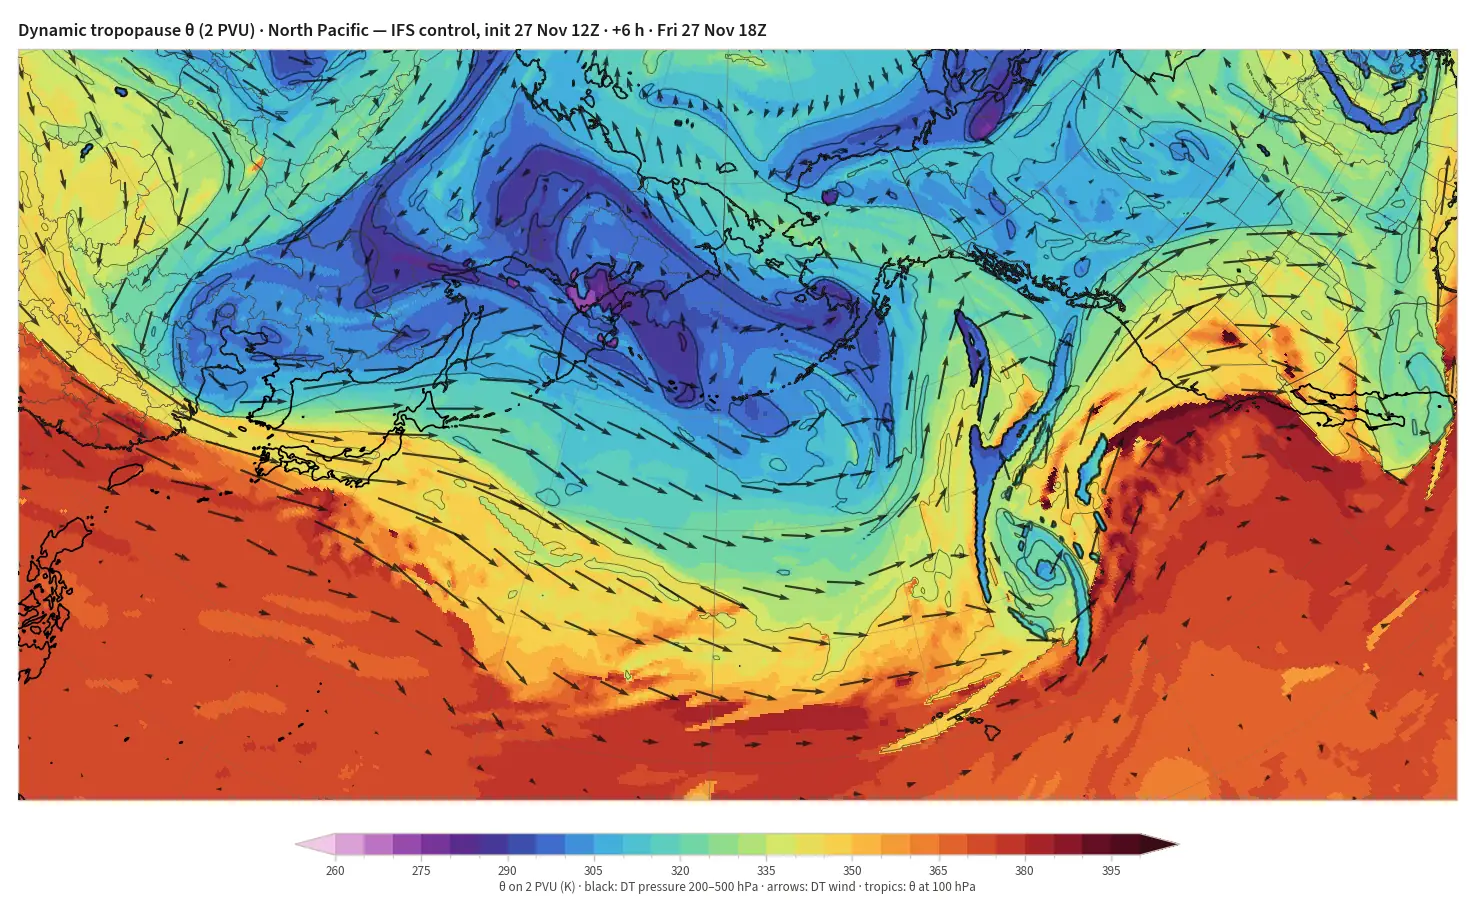 Dynamic tropopause θ (2 PVU) · North Pacific — IFS control, init 27 Nov 12Z · +6 h · Fri 27 Nov 18Z
260 275 290 305 320 335 350 365 380 395
θ on 2 PVU (K) · black: DT pressure 200–500 hPa · arrows: DT wind · tropics: θ at 100 hPa